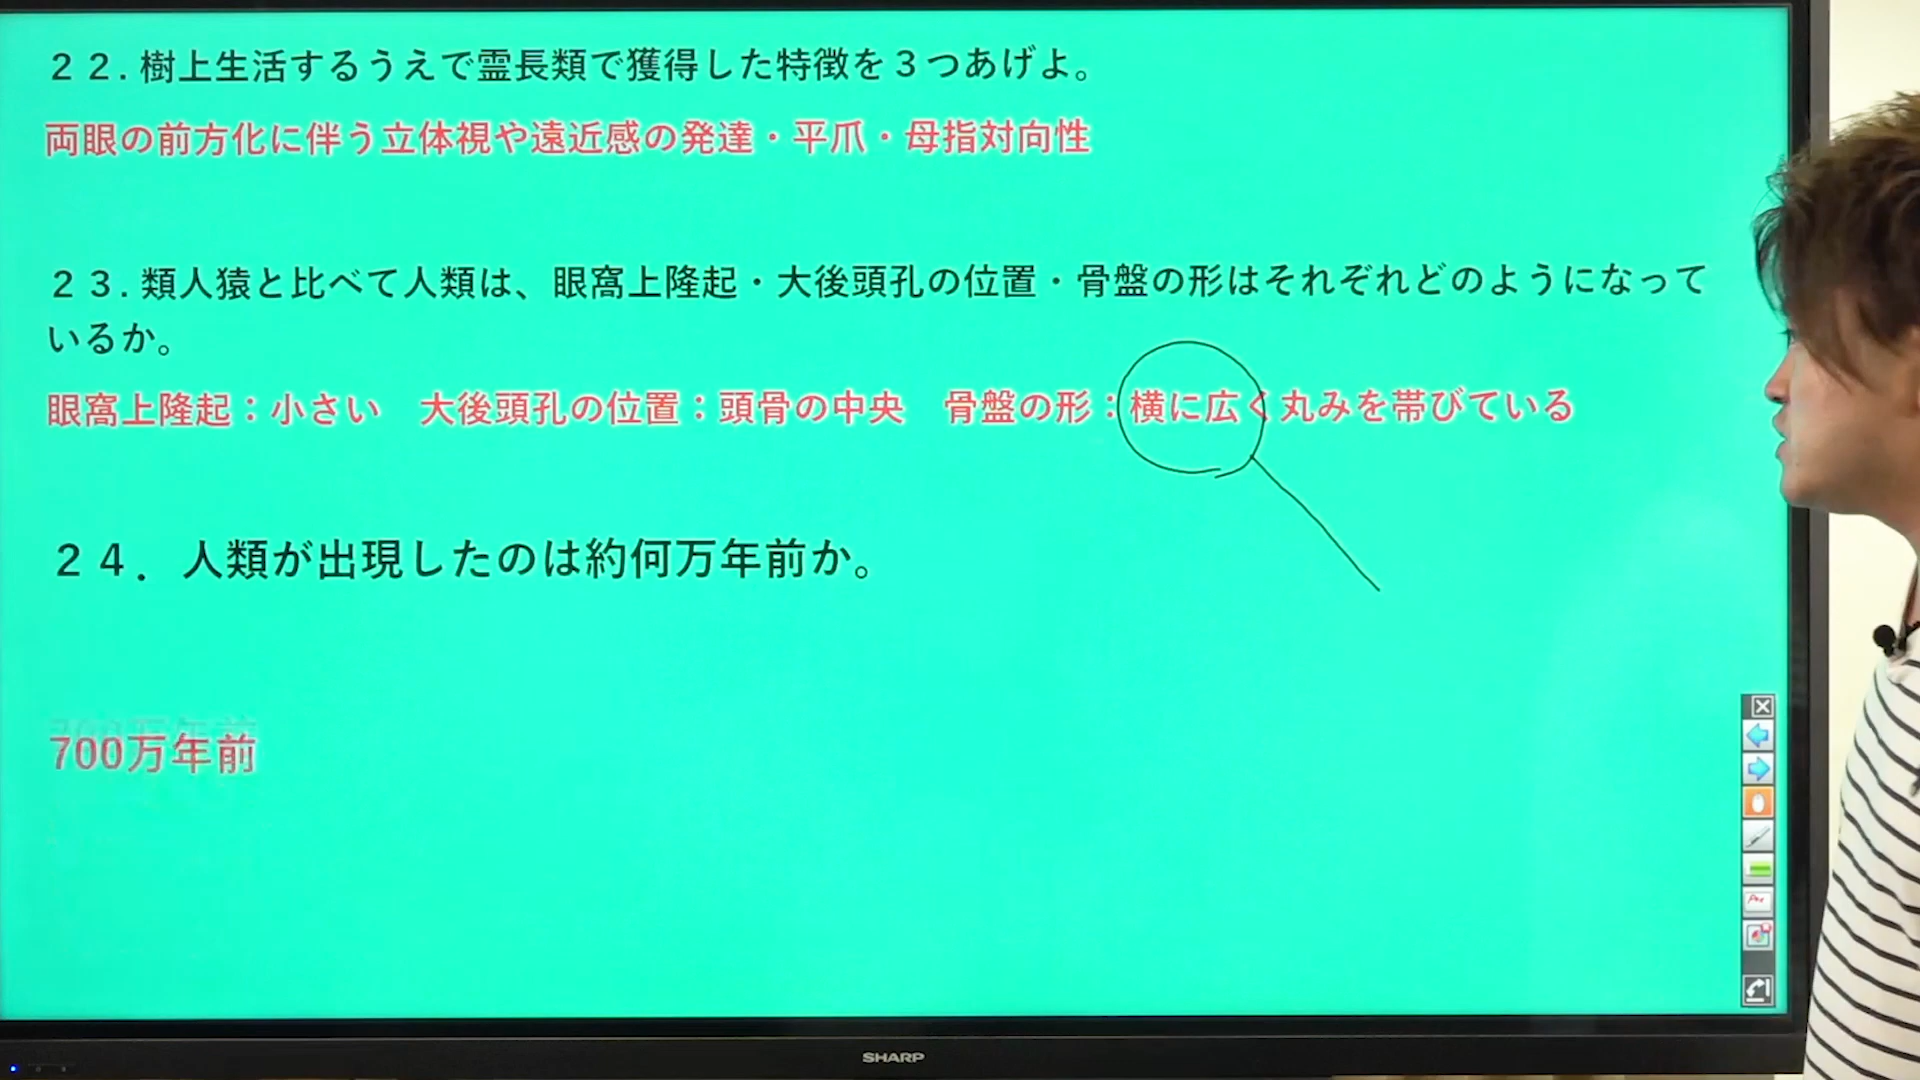 ２２.樹上生活するうえで霊長類で獲得した特徴を３つあげよ。
両眼の前方化に伴う立体視や遠近感の発達・平爪・母指対向性
２３.類人猿と比べて人類は、眼窩上隆起・大後頭孔の位置・骨盤の形はそれぞれどのようになって
いるか。
眼窩上隆起：小さい　大後頭孔の位置：頭骨の中央　骨盤の形：横に広く丸みを帯びている
２４．人類が出現したのは約何万年前か。
700万年前
SHARP